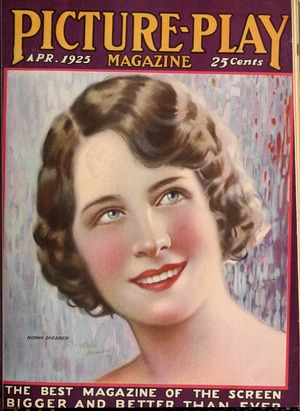 PICTURE-PLAY
APR. 1925 MAGAZINE 25 Cents
NORMA SHEARER
THE BEST MAGAZINE OF THE SCREEN
BIGGER AND BETTER THAN EVER